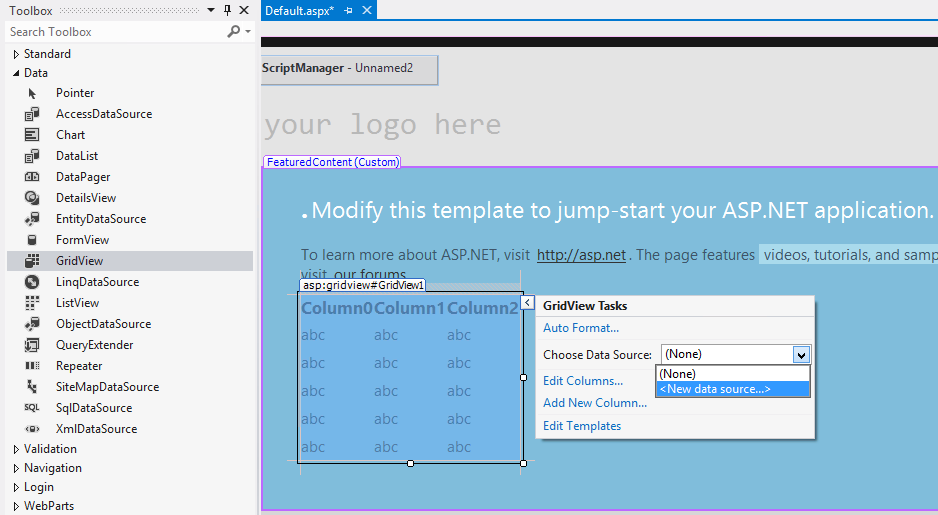 Toolbox
Search Toolbox
Standard
Data
Pointer
AccessDataSource
Chart
DataList
DataPager
DetailsView
EntityDataSource
FormView
GridView
LinqDataSource
ListView
ObjectDataSource
QueryExtender
Repeater
SiteMapDataSource
SQL SqlDataSource
XmlDataSource
Validation
Navigation
Login
WebParts
Default.aspx*
ScriptManager - Unnamed2
your logo here
FeaturedContent (Custom)
.Modify this template to jump-start your ASP.NET application.
To learn more about ASP.NET, visit http://asp.net . The page features videos, tutorials, and samp
visit our forums
asp:gridview#GridView1
Column0 Column1 Column2
abc abc abc
abc abc abc
abc abc abc
abc abc abc
abc abc abc
GridView Tasks
Auto Format...
Choose Data Source: (None)
(None)
<New data source...>
Edit Columns...
Add New Column...
Edit Templates